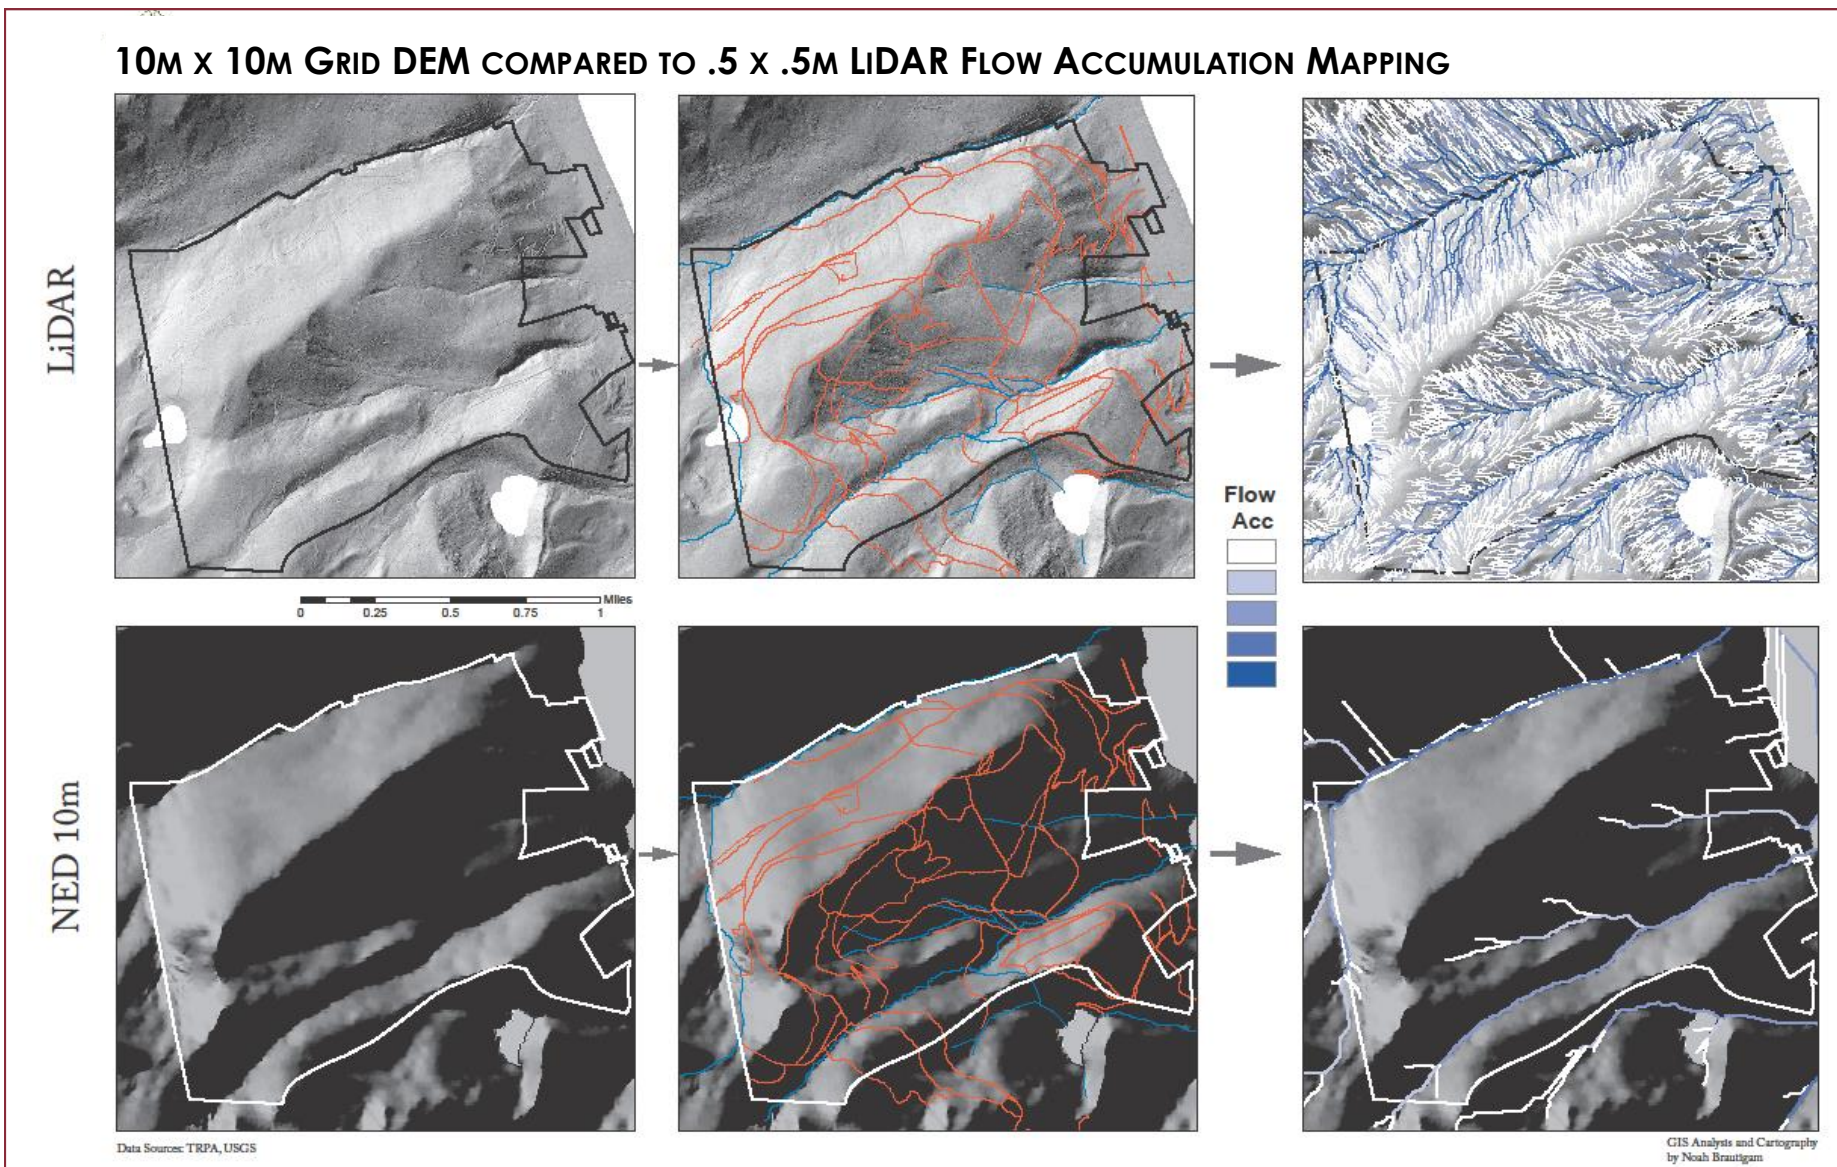 10M X 10M GRID DEM COMPARED TO .5 X .5M LIDAR FLOW ACCUMULATION MAPPING
LiDAR
Flow
Acc
Miles
0 0.25 0.5 0.75 1
NED 10m
Data Sources: TRPA, USGS
GIS Analysis and Cartography
by Noah Brautigam